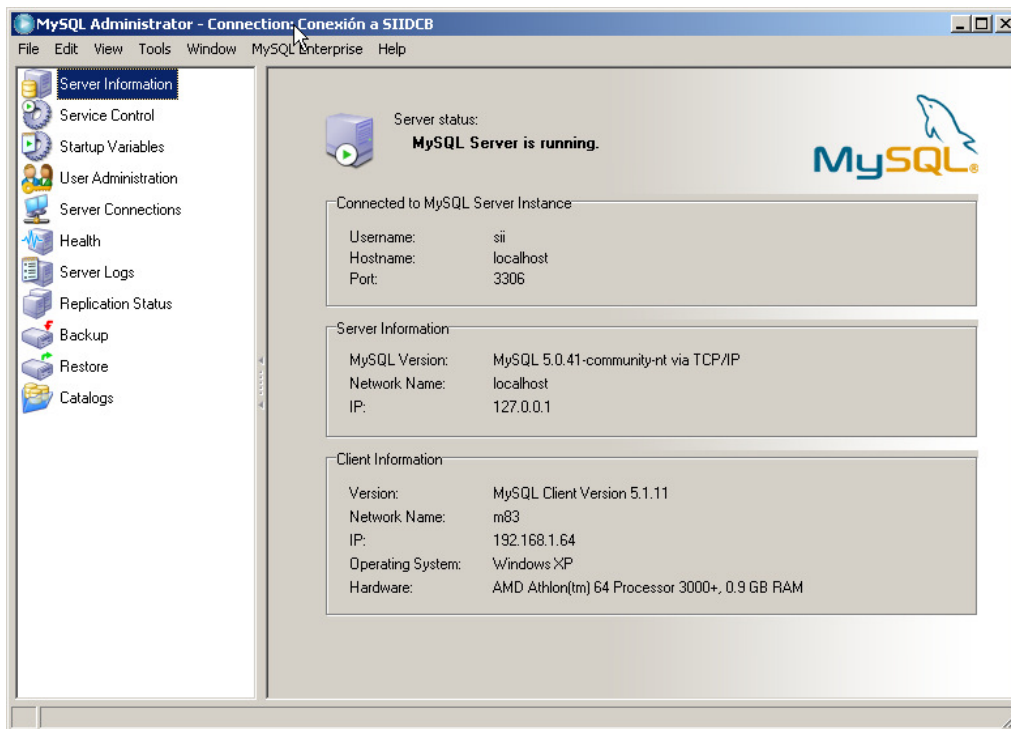 MySQL Administrator - Connection: Conexión a SIIDCB
File Edit View Tools Window MySQL Enterprise Help
Server Information
Service Control
Startup Variables
User Administration
Server Connections
Health
Server Logs
Replication Status
Backup
Restore
Catalogs
Server status:
MySQL Server is running.
MySQL®
Connected to MySQL Server Instance
Username: sii
Hostname: localhost
Port: 3306
Server Information
MySQL Version: MySQL 5.0.41-community-nt via TCP/IP
Network Name: localhost
IP: 127.0.0.1
Client Information
Version: MySQL Client Version 5.1.11
Network Name: m83
IP: 192.168.1.64
Operating System: Windows XP
Hardware: AMD Athlon(tm) 64 Processor 3000+, 0.9 GB RAM